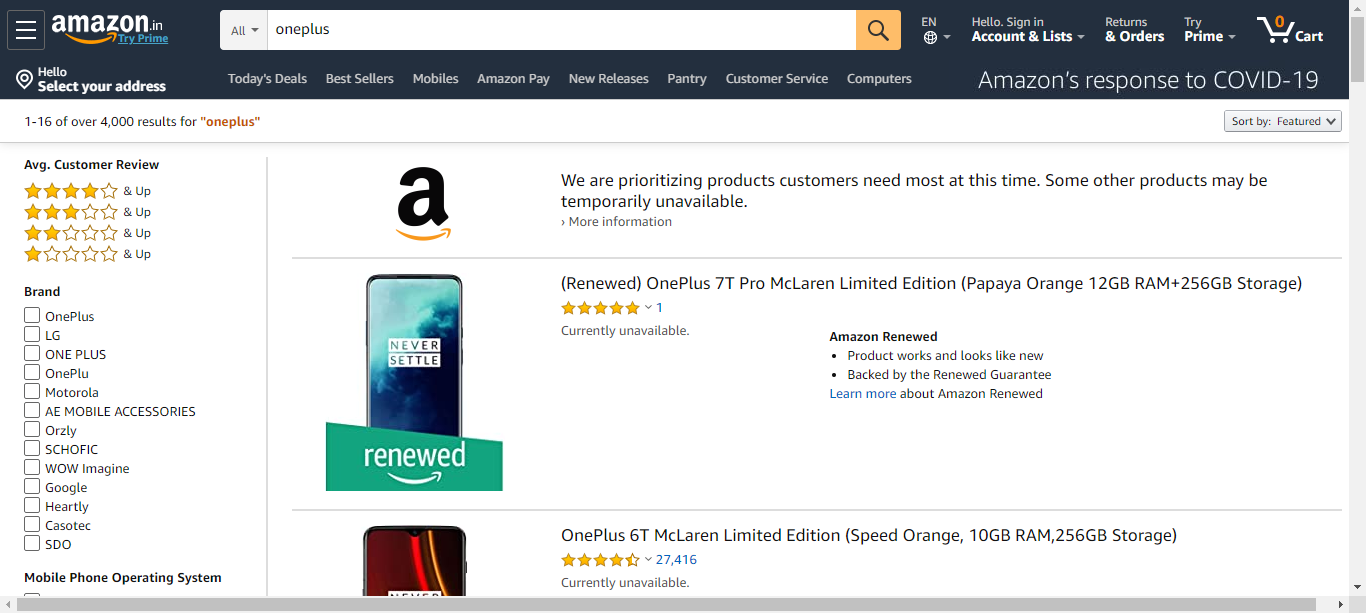 amazon.in
Try Prime
All
oneplus
EN
Hello. Sign in
Account & Lists
Returns
& Orders
Try
Prime
0
Cart
Hello
Select your address
Today's Deals
Best Sellers
Mobiles
Amazon Pay
New Releases
Pantry
Customer Service
Computers
Amazon's response to COVID-19
1-16 of over 4,000 results for "oneplus"
Sort by: Featured
Avg. Customer Review
& Up
& Up
& Up
& Up
Brand
OnePlus
LG
ONE PLUS
OnePlu
Motorola
AE MOBILE ACCESSORIES
Orzly
SCHOFIC
WOW Imagine
Google
Heartly
Casotec
SDO
Mobile Phone Operating System
a
We are prioritizing products customers need most at this time. Some other products may be
temporarily unavailable.
› More information
NEVER
SETTLE
renewed
(Renewed) OnePlus 7T Pro McLaren Limited Edition (Papaya Orange 12GB RAM+256GB Storage)
1
Currently unavailable.
Amazon Renewed
• Product works and looks like new
• Backed by the Renewed Guarantee
Learn more about Amazon Renewed
NEVER
OnePlus 6T McLaren Limited Edition (Speed Orange, 10GB RAM,256GB Storage)
27,416
Currently unavailable.